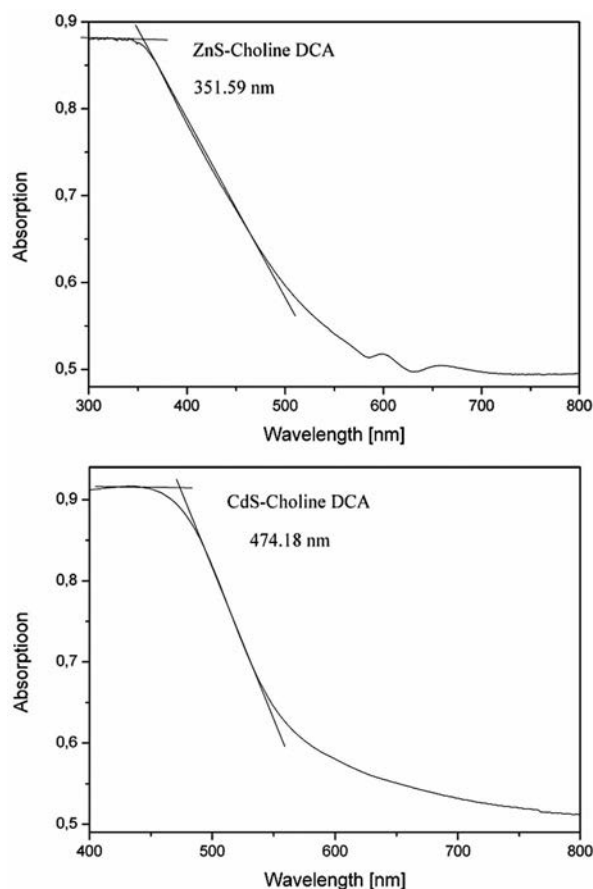 0,9
ZnS-Choline DCA
351.59 nm
0,8
Absorption
0,7
0,6
0,5
300 400 500 600 700 800
Wavelength [nm]
0,9
CdS-Choline DCA
474.18 nm
0,8
Absorptioon
0,7
0,6
0,5
400 500 600 700 800
Wavelength [nm]